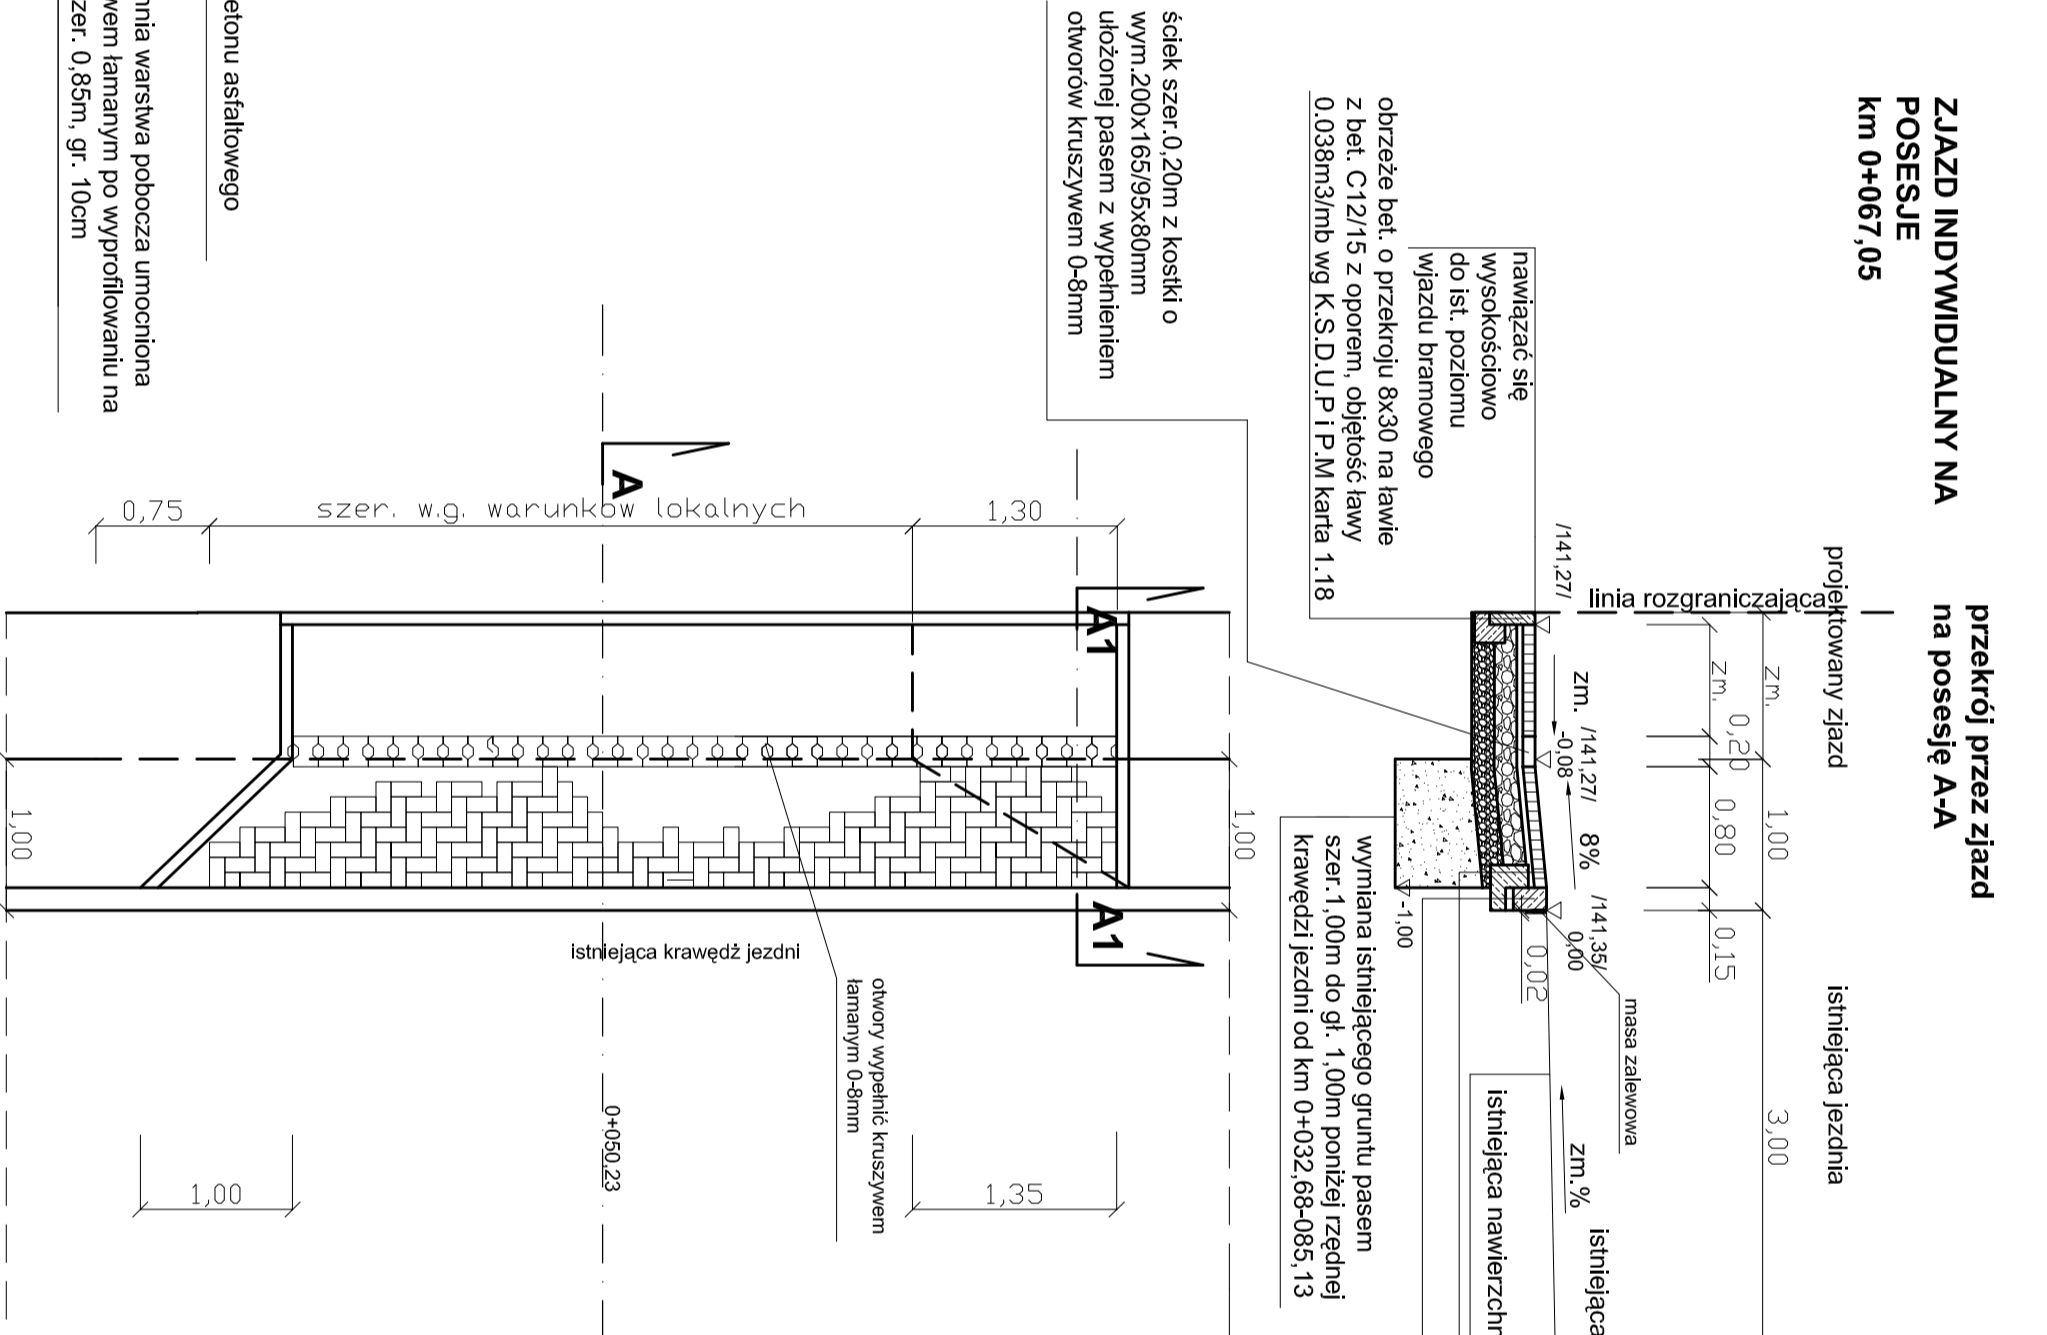 ZJAZD INDYWIDUALNY NA
POSESJE
km 0+067,05
przekrój przez zjazd
na posesję A-A
projektowany zjazd
istniejąca jezdnia
linia rozgraniczająca
zm.
1,00
3,00
zm.
0,20
0,80
0,15
nawiązać się
wysokościowo
do ist. poziomu
wjazdu bramowego
obrzeże bet. o przekroju 8x30 na ławie
z bet. C12/15 z oporem, objętość ławy
0.038m3/mb wg K.S.D.U.P i P.M karta 1.18
/141,27/
zm.
/141,27/
-0,08
8%
/141,35/
0,00
0,02
-1,00
masa zalewowa
zm.%
istniejąca
istniejąca nawierzchn
wymiana istniejącego gruntu pasem
szer.1,00m do gł. 1,00m poniżej rzędnej
krawędzi jezdni od km 0+032,68-085,13
ściek szer.0,20m z kostki o
wym.200x165/95x80mm
ułożonej pasem z wypełnieniem
otworów kruszywem 0-8mm
1,00
A1
A1
1,30
szer. w.g. warunków lokalnych
0,75
A
istniejąca krawędż jezdni
otwory wypełnić kruszywem
łamanym 0-8mm
0+050,23
1,35
1,00
1,00
etonu asfaltowego
nia warstwa pobocza umocniona
wem łamanym po wyprofilowaniu na
zer. 0,85m, gr. 10cm